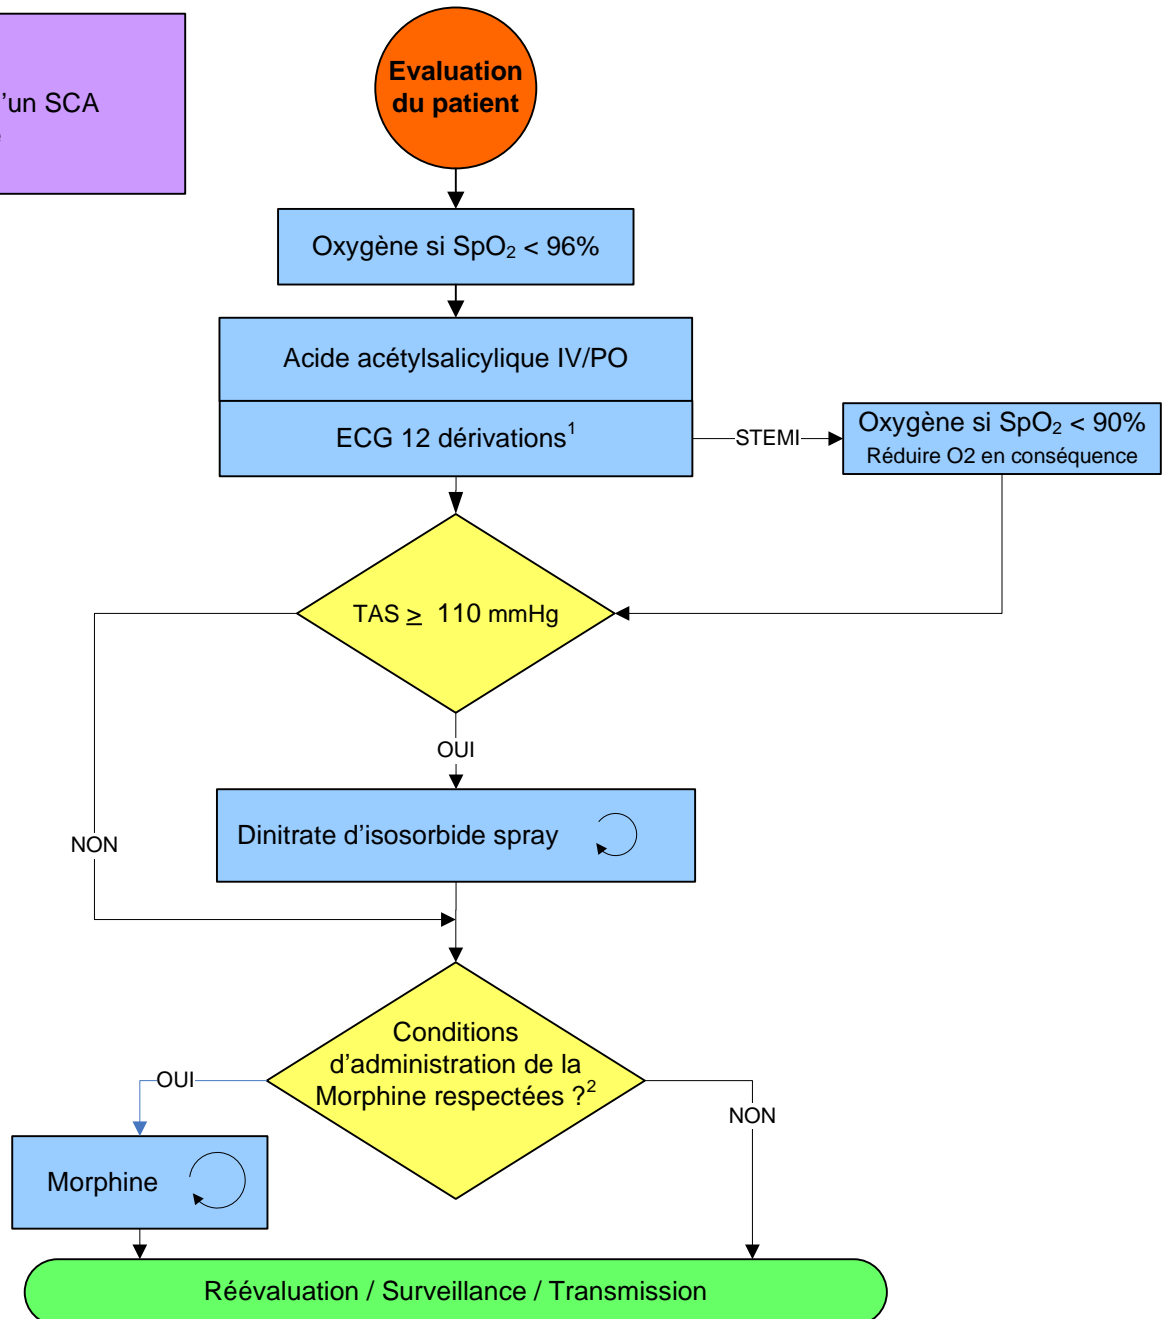 'un SCA
Evaluation
du patient
Oxygène si SpO₂ < 96%
Acide acétylsalicylique IV/PO
ECG 12 dérivations¹
STEMI
Oxygène si SpO₂ < 90%
Réduire O2 en conséquence
TAS ≥ 110 mmHg
OUI
NON
Dinitrate d'isosorbide spray
Conditions
d'administration de la
Morphine respectées ?²
OUI
NON
Morphine
Réévaluation / Surveillance / Transmission